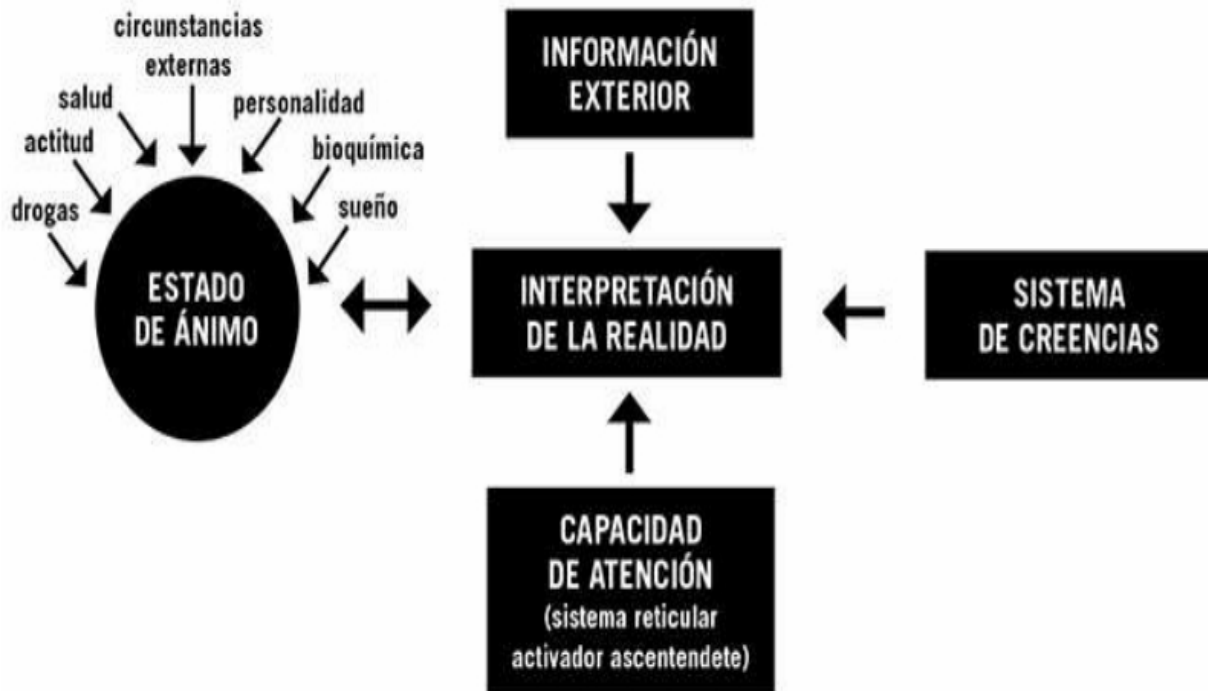 circunstancias
externas
salud
personalidad
actitud
bioquímica
drogas
sueño
ESTADO
DE ÁNIMO
INFORMACIÓN
EXTERIOR
INTERPRETACIÓN
DE LA REALIDAD
SISTEMA
DE CREENCIAS
CAPACIDAD
DE ATENCIÓN
(sistema reticular
activador ascentendete)